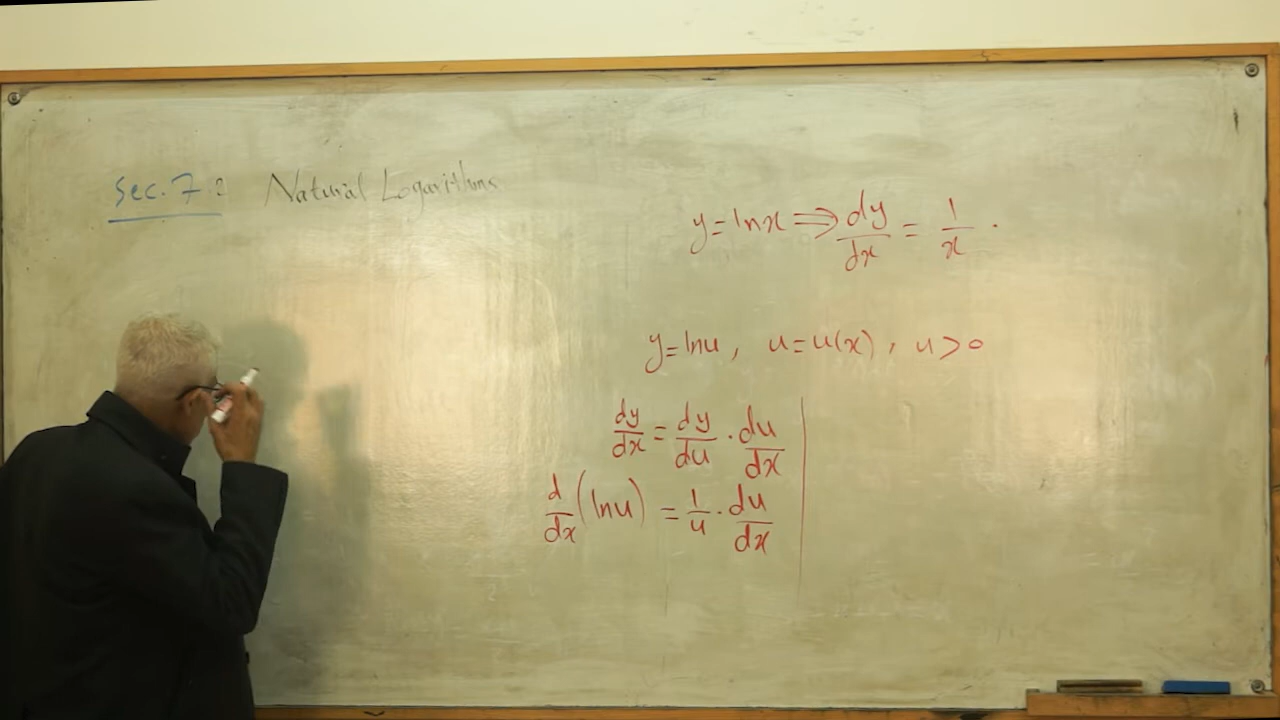 Sec. 7.2 Natural Logarithms
y = ln x ⟹ dy/dx = 1/x .
y = ln u , u = u(x) , u > 0
dy/dx = dy/du · du/dx
d/dx (ln u) = 1/u · du/dx